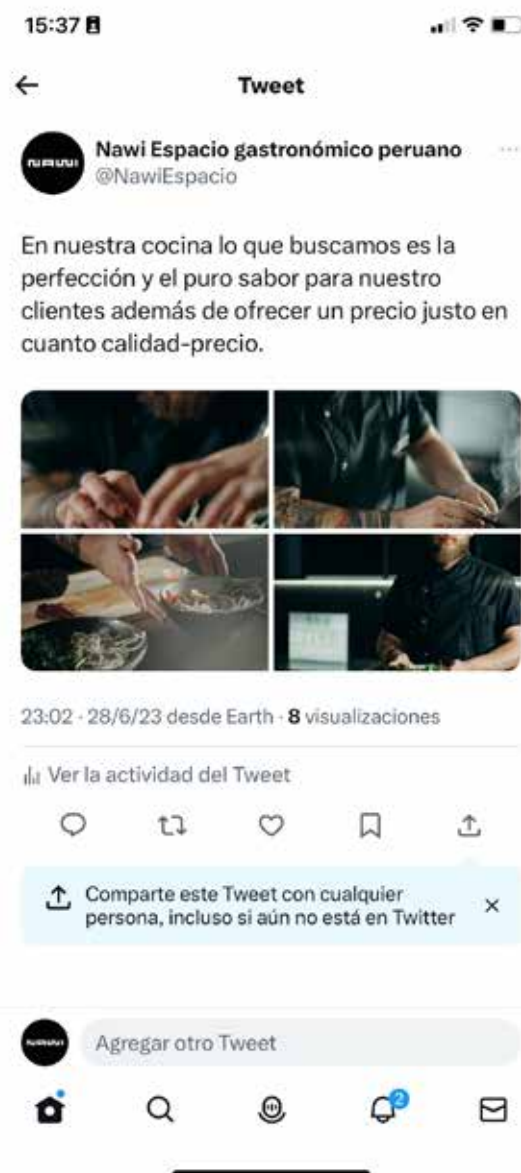 15:37
Tweet
NAWI
Nawi Espacio gastronómico peruano
@NawiEspacio
En nuestra cocina lo que buscamos es la
perfección y el puro sabor para nuestro
clientes además de ofrecer un precio justo en
cuanto calidad-precio.
23:02 · 28/6/23 desde Earth · 8 visualizaciones
Ver la actividad del Tweet
Comparte este Tweet con cualquier
persona, incluso si aún no está en Twitter
Agregar otro Tweet
2